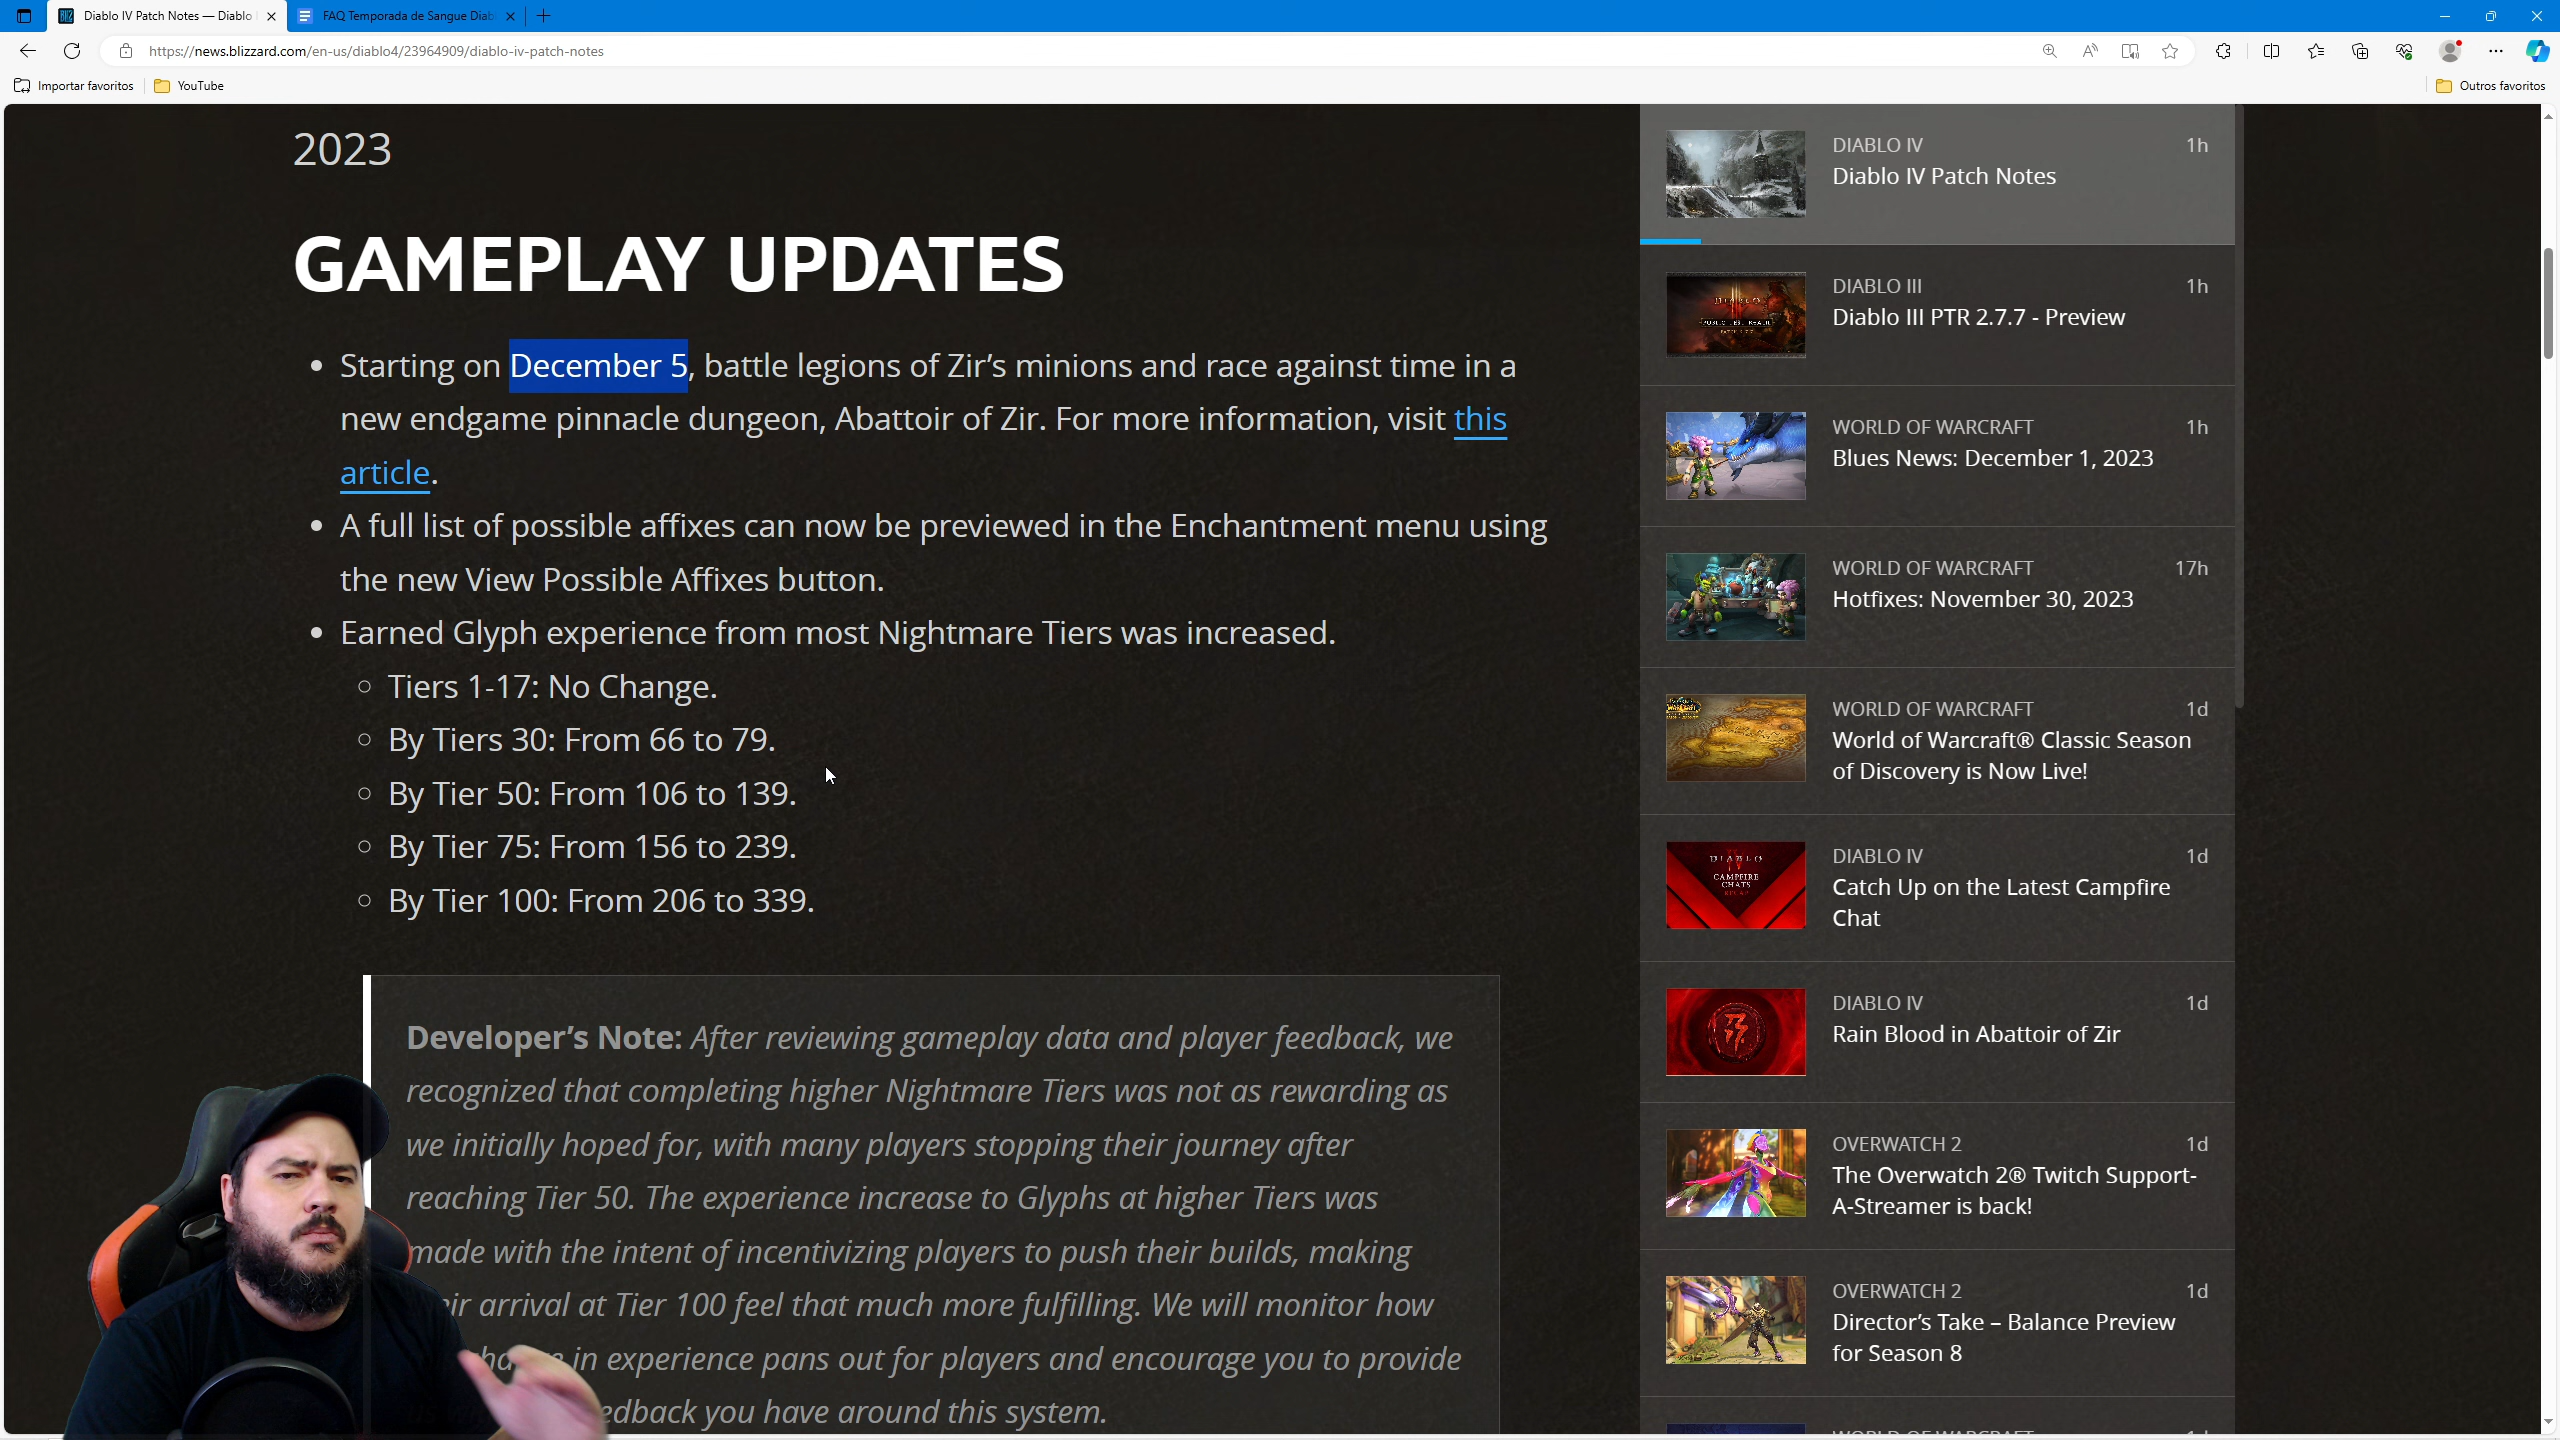 Diablo IV Patch Notes — Diablo
FAQ Temporada de Sangue Diab
https://news.blizzard.com/en-us/diablo4/23964909/diablo-iv-patch-notes
Importar favoritos
YouTube
Outros favoritos
2023
GAMEPLAY UPDATES
• Starting on December 5, battle legions of Zir’s minions and race against time in a
new endgame pinnacle dungeon, Abattoir of Zir. For more information, visit this
article.
• A full list of possible affixes can now be previewed in the Enchantment menu using
the new View Possible Affixes button.
• Earned Glyph experience from most Nightmare Tiers was increased.
○ Tiers 1-17: No Change.
○ By Tiers 30: From 66 to 79.
○ By Tier 50: From 106 to 139.
○ By Tier 75: From 156 to 239.
○ By Tier 100: From 206 to 339.
Developer’s Note: After reviewing gameplay data and player feedback, we
recognized that completing higher Nightmare Tiers was not as rewarding as
we initially hoped for, with many players stopping their journey after
reaching Tier 50. The experience increase to Glyphs at higher Tiers was
made with the intent of incentivizing players to push their builds, making
arrival at Tier 100 feel that much more fulfilling. We will monitor how
in experience pans out for players and encourage you to provide
you have around this system.
DIABLO IV
1h
Diablo IV Patch Notes
DIABLO III
1h
Diablo III PTR 2.7.7 - Preview
WORLD OF WARCRAFT
1h
Blues News: December 1, 2023
WORLD OF WARCRAFT
17h
Hotfixes: November 30, 2023
WORLD OF WARCRAFT
1d
World of Warcraft® Classic Season
of Discovery is Now Live!
DIABLO IV
1d
Catch Up on the Latest Campfire
Chat
DIABLO
CAMPFIRE
CHATS
DIABLO IV
1d
Rain Blood in Abattoir of Zir
OVERWATCH 2
1d
The Overwatch 2® Twitch Support-
A-Streamer is back!
OVERWATCH 2
1d
Director’s Take – Balance Preview
for Season 8